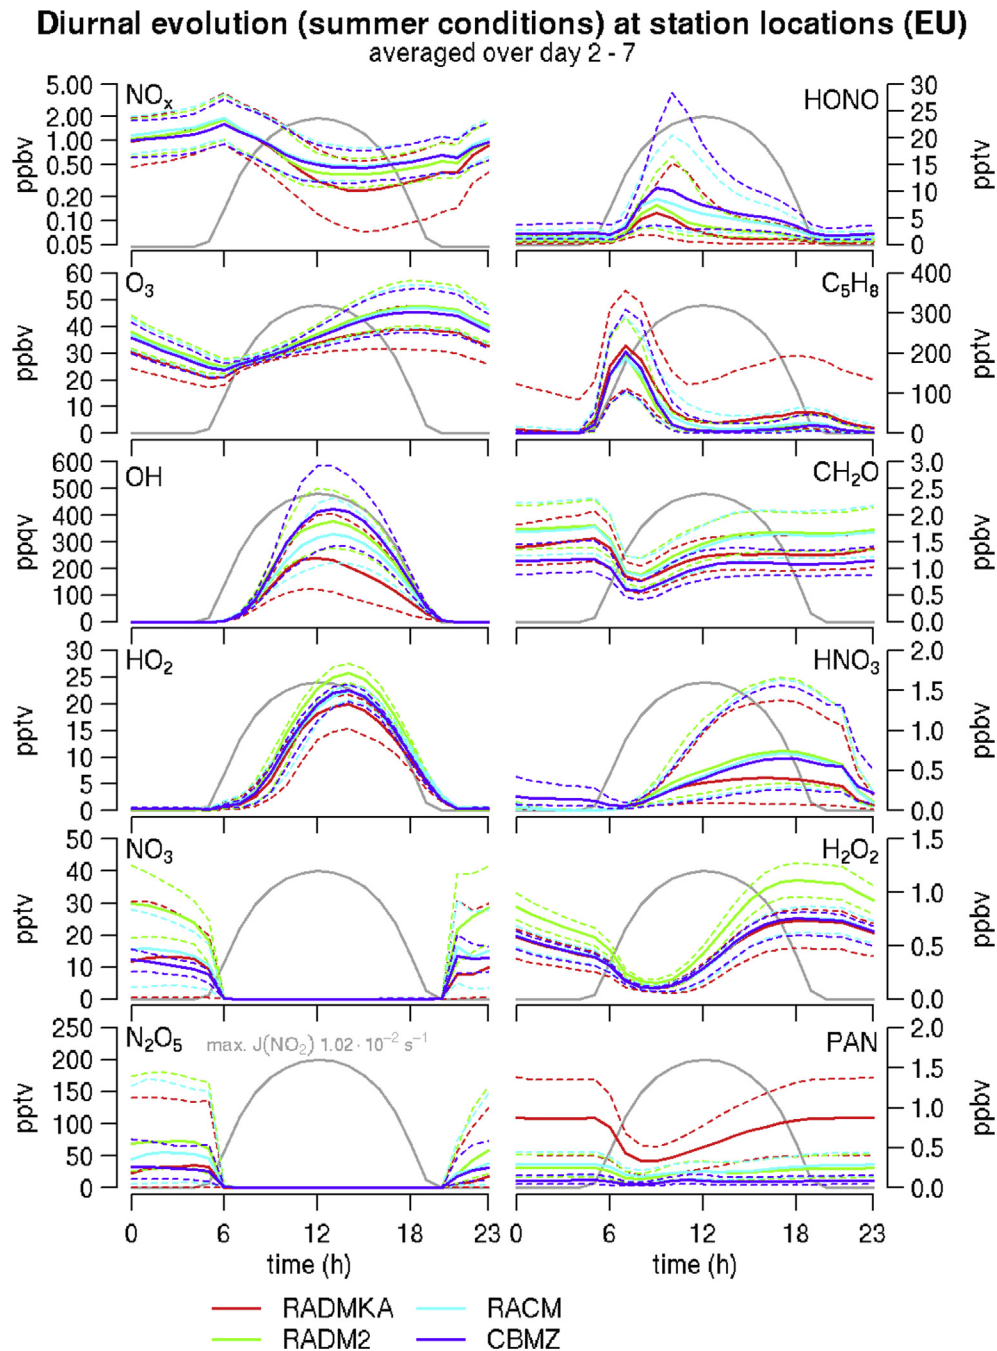 Diurnal evolution (summer conditions) at station locations (EU)
averaged over day 2 - 7
NOx
ppbv
5.00
2.00
1.00
0.50
0.20
0.10
0.05
HONO
pptv
30
25
20
15
10
5
0
O3
ppbv
60
50
40
30
20
10
0
C5H8
pptv
400
300
200
100
0
OH
ppqv
600
500
400
300
200
100
0
CH2O
ppbv
3.0
2.5
2.0
1.5
1.0
0.5
0.0
HO2
pptv
30
25
20
15
10
5
0
HNO3
ppbv
2.0
1.5
1.0
0.5
0.0
NO3
pptv
50
40
30
20
10
0
H2O2
ppbv
1.5
1.0
0.5
0.0
N2O5
max. J(NO2) 1.02 · 10−2 s−1
pptv
250
200
150
100
50
0
PAN
ppbv
2.0
1.5
1.0
0.5
0.0
0 6 12 18 23
time (h)
0 6 12 18 23
time (h)
RADMKA RACM
RADM2 CBMZ